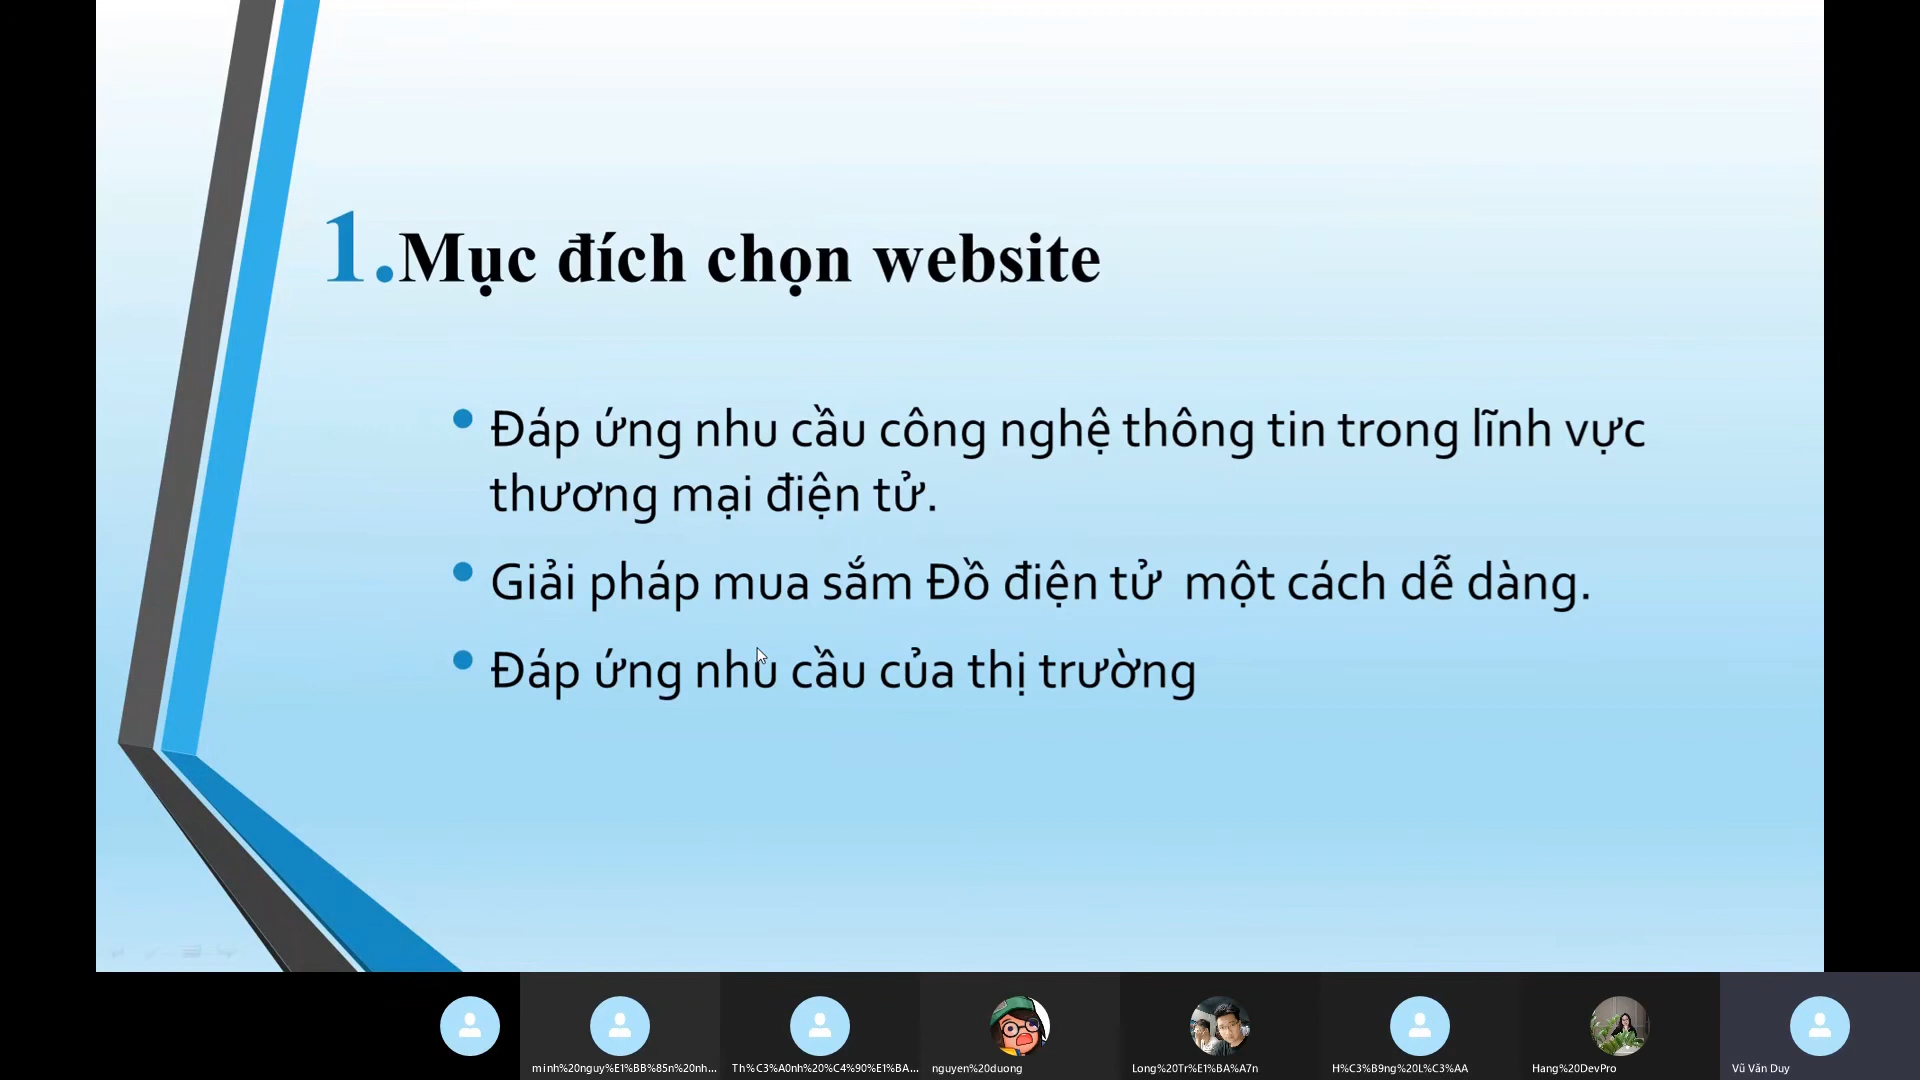 1.Mục đích chọn website
• Đáp ứng nhu cầu công nghệ thông tin trong lĩnh vực
thương mại điện tử.
• Giải pháp mua sắm Đồ điện tử  một cách dễ dàng.
• Đáp ứng nhu cầu của thị trường
minh%20nguy%E1%BB%85n%20nh...
Th%C3%A0nh%20%C4%90%E1%BA...
nguyen%20duong
Long%20Tr%E1%BA%A7n
H%C3%B9ng%20L%C3%AA
Hang%20DevPro
Vũ Văn Duy